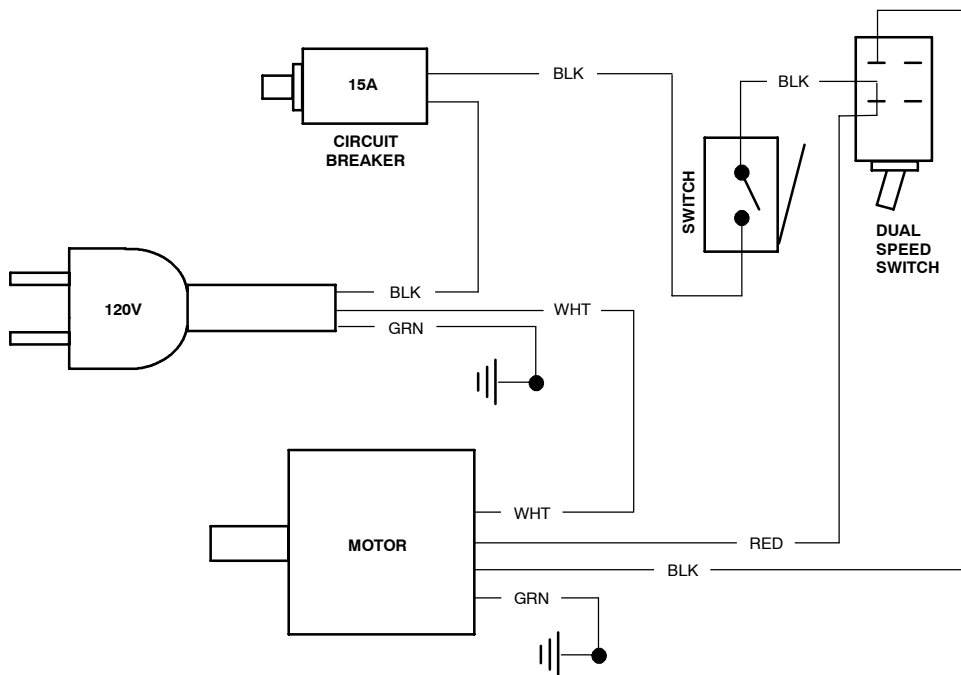 15A
BLK
BLK
CIRCUIT
BREAKER
SWITCH
DUAL
SPEED
SWITCH
120V
BLK
WHT
GRN
WHT
MOTOR
RED
BLK
GRN